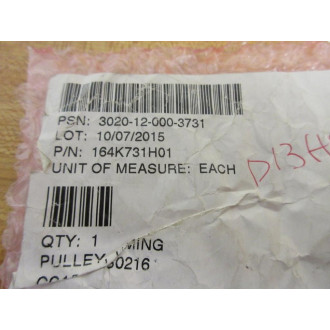 PSN: 3020-12-000-3731
LOT: 10/07/2015
P/N: 164K731H01
UNIT OF MEASURE: EACH
QTY: 1
PULLEY